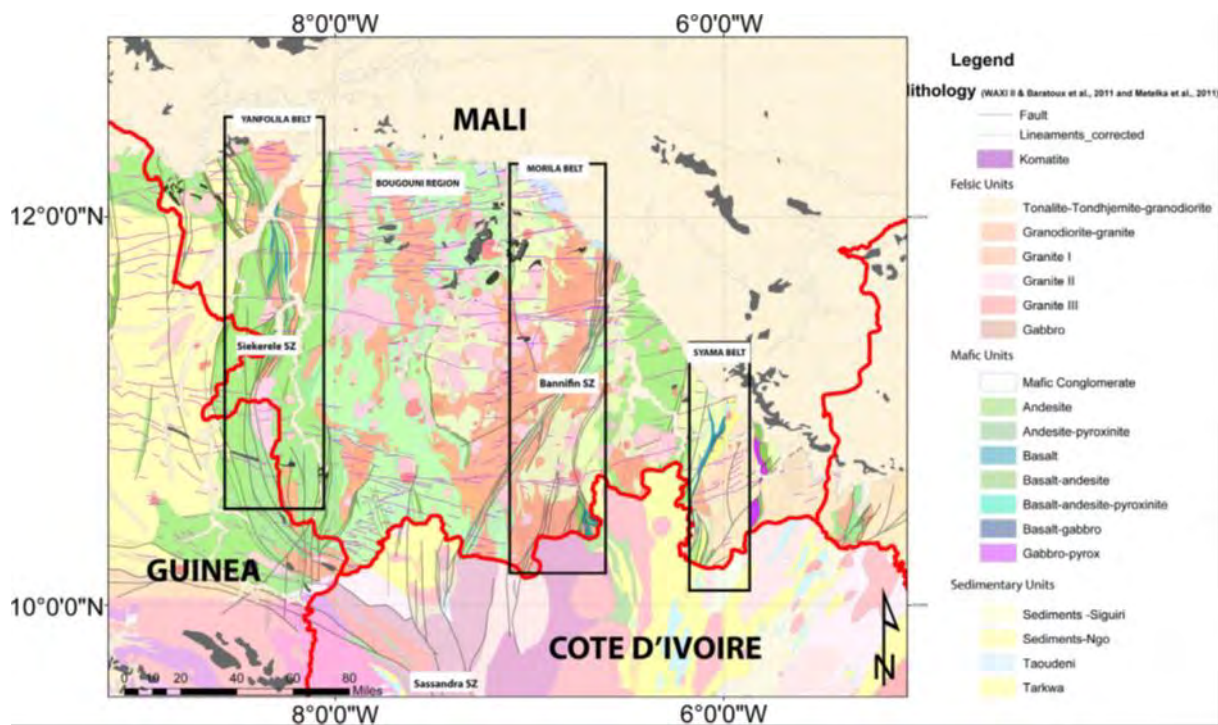 8°0'0"W 6°0'0"W
Legend
lithology (WAXI II & Baratoux et al., 2011 and Metelka et al., 2011)
Fault
Lineaments_corrected
Komatite
Felsic Units
Tonalite-Tondhjemite-granodiorite
Granodiorite-granite
Granite I
Granite II
Granite III
Gabbro
Mafic Units
Mafic Conglomerate
Andesite
Andesite-pyroxinite
Basalt
Basalt-andesite
Basalt-andesite-pyroxinite
Basalt-gabbro
Gabbro-pyrox
Sedimentary Units
Sediments -Siguiri
Sediments-Ngo
Taoudeni
Tarkwa
MALI
YANFOLILA BELT
MORILA BELT
BOUGOUNI REGION
12°0'0"N
Siekerele SZ
SYAMA BELT
Bannifin SZ
GUINEA
10°0'0"N
COTE D'IVOIRE
N
Sassandra SZ
0 10 20 40 60 80
Miles
8°0'0"W 6°0'0"W